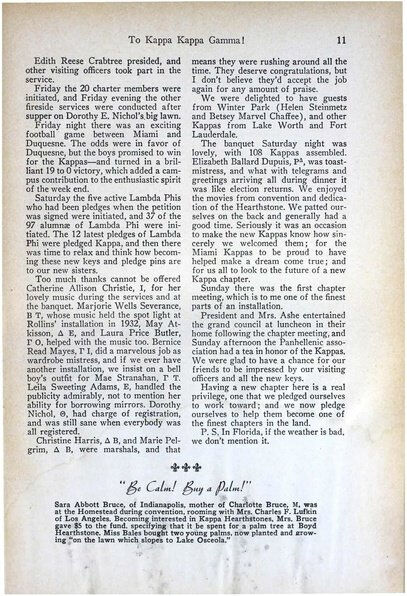 To Kappa Kappa Gamma! 11
Edith Reese Crabtree presided, and
other visiting officers took part in the
service.
Friday the 20 charter members were
initiated, and Friday evening the other
fireside services were conducted after
supper on Dorothy E. Nichol's big lawn.
Friday night there was an exciting
football game between Miami and
Duquesne. The odds were in favor of
Duquesne, but the boys promised to win
for the Kappas—and turned in a bril-
liant 19 to 0 victory, which added a cam-
pus contribution to the enthusiastic spirit
of the week end.
Saturday the five active Lambda Phis
who had been pledges when the petition
was signed were initiated, and 37 of the
97 alumnæ of Lambda Phi were ini-
tiated. The 12 latest pledges of Lambda
Phi were pledged Kappa, and then there
was time to relax and think how becom-
ing these new keys and pledge pins are
to our new sisters.
Too much thanks cannot be offered
Catherine Allison Christie, I, for her
lovely music during the services and at
the banquet. Marjorie Wells Severance,
B T, whose music held the spot light at
Rollins' installation in 1932, May At-
kisson, Δ E, and Laura Price Butler,
Γ O, helped with the music too. Bernice
Read Mayes, Γ I, did a marvelous job as
wardrobe mistress, and if we ever have
another installation, we insist on a bell
boy's outfit for Mae Stranahan, Γ T.
Leila Sweeting Adams, E, handled the
publicity admirably, not to mention her
ability for borrowing mirrors. Dorothy
Nichol, Θ, had charge of registration,
and was still sane when everybody was
all registered.
Christine Harris, Δ B, and Marie Pel-
grim, Δ B, were marshals, and that
means they were rushing around all the
time. They deserve congratulations, but
I don't believe they'd accept the job
again for any amount of praise.
We were delighted to have guests
from Winter Park (Helen Steinmetz
and Betsey Marvel Chaffee), and other
Kappas from Lake Worth and Fort
Lauderdale.
The banquet Saturday night was
lovely, with 108 Kappas assembled.
Elizabeth Ballard Dupuis, PΔ, was toast-
mistress, and what with telegrams and
greetings arriving all during dinner it
was like election returns. We enjoyed
the movies from convention and dedica-
tion of the Hearthstone. We patted our-
selves on the back and generally had a
good time. Seriously it was an occasion
to make the new Kappas know how sin-
cerely we welcomed them; for the
Miami Kappas to be proud to have
helped make a dream come true; and
for us all to look to the future of a new
Kappa chapter.
Sunday there was the first chapter
meeting, which is to me one of the finest
parts of an installation.
President and Mrs. Ashe entertained
the grand council at luncheon in their
home following the chapter meeting, and
Sunday afternoon the Panhellenic asso-
ciation had a tea in honor of the Kappas.
We were glad to have a chance for our
friends to be impressed by our visiting
officers and all the new keys.
Having a new chapter here is a real
privilege, one that we pledged ourselves
to work toward; and we now pledge
ourselves to help them become one of
the finest chapters in the land.
P. S. In Florida, if the weather is bad,
we don't mention it.
"Be Calm! Buy a Palm!"
Sara Abbott Bruce, of Indianapolis, mother of Charlotte Bruce, M, was
at the Homestead during convention, rooming with Mrs. Charles F. Lufkin
of Los Angeles. Becoming interested in Kappa Hearthstones, Mrs. Bruce
gave $5 to the fund, specifying that it be spent for a palm tree at Boyd
Hearthstone. Miss Bales bought two young palms, now planted and grow-
ing "on the lawn which slopes to Lake Osceola."